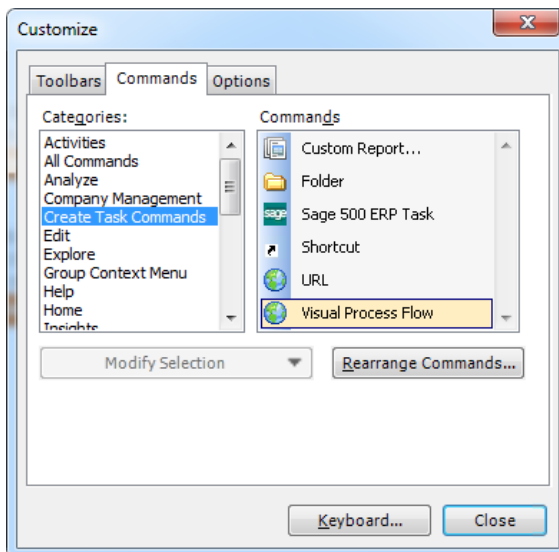 Customize
Toolbars
Commands
Options
Categories:
Activities
All Commands
Analyze
Company Management
Create Task Commands
Edit
Explore
Group Context Menu
Help
Home
Insights
Commands
Custom Report...
Folder
sage
Sage 500 ERP Task
Shortcut
URL
Visual Process Flow
Modify Selection
Rearrange Commands...
Keyboard...
Close